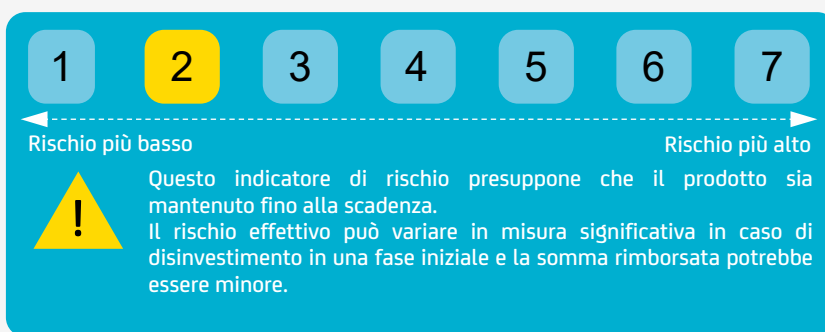 1 2 3 4 5 6 7
Rischio più basso Rischio più alto
!
Questo indicatore di rischio presuppone che il prodotto sia
mantenuto fino alla scadenza.
Il rischio effettivo può variare in misura significativa in caso di
disinvestimento in una fase iniziale e la somma rimborsata potrebbe
essere minore.